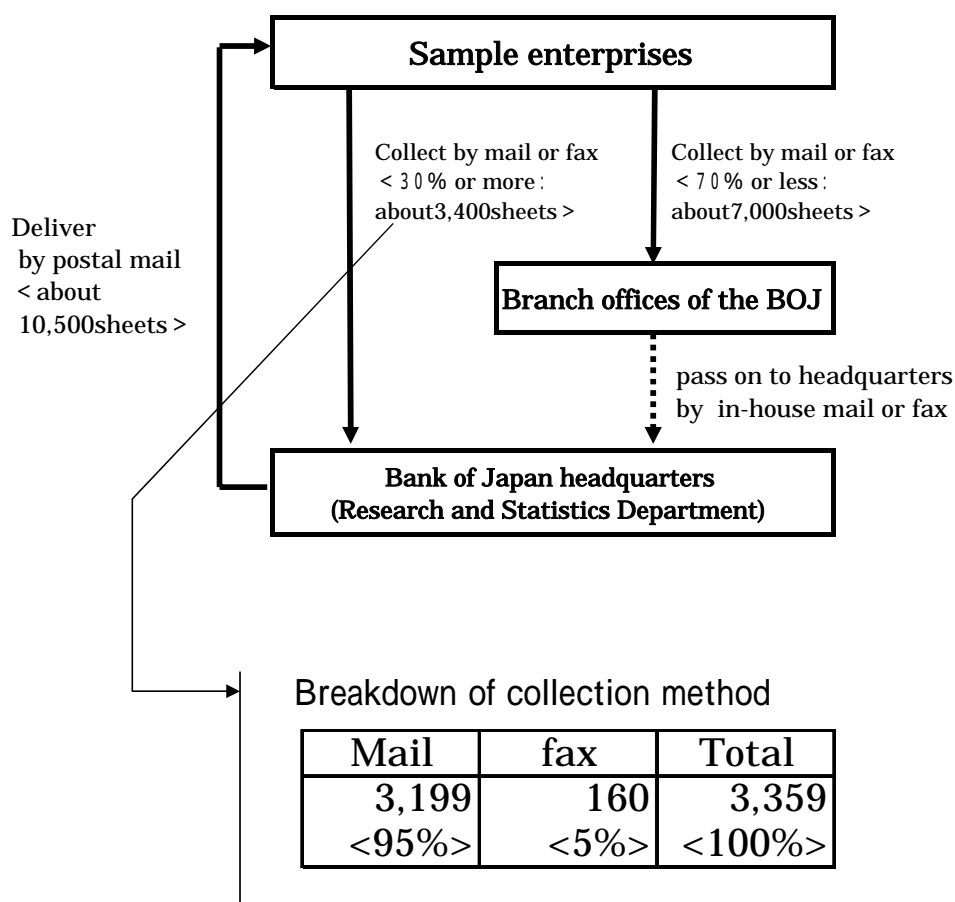 Sample enterprises
Collect by mail or fax
<30% or more:
about3,400sheets>
Collect by mail or fax
<70% or less:
about7,000sheets>
Deliver
by postal mail
<about
10,500sheets>
Branch offices of the BOJ
pass on to headquarters
by in-house mail or fax
Bank of Japan headquarters
(Research and Statistics Department)
Breakdown of collection method
Mail fax Total
3,199 160 3,359
<95%> <5%> <100%>